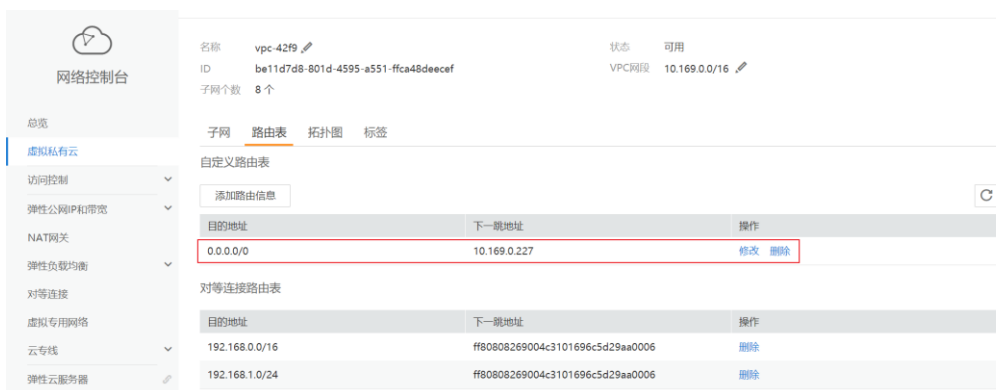 网络控制台
总览
虚拟私有云
访问控制
弹性公网IP和带宽
NAT网关
弹性负载均衡
对等连接
虚拟专用网络
云专线
弹性云服务器
名称 vpc-42f9 状态 可用
ID be11d7d8-801d-4595-a551-ffca48deecef VPC网段 10.169.0.0/16
子网个数 8 个
子网 路由表 拓扑图 标签
自定义路由表
添加路由信息
目的地址 下一跳地址 操作
0.0.0.0/0 10.169.0.227 修改 删除
对等连接路由表
目的地址 下一跳地址 操作
192.168.0.0/16 ff80808269004c3101696c5d29aa0006 删除
192.168.1.0/24 ff80808269004c3101696c5d29aa0006 删除